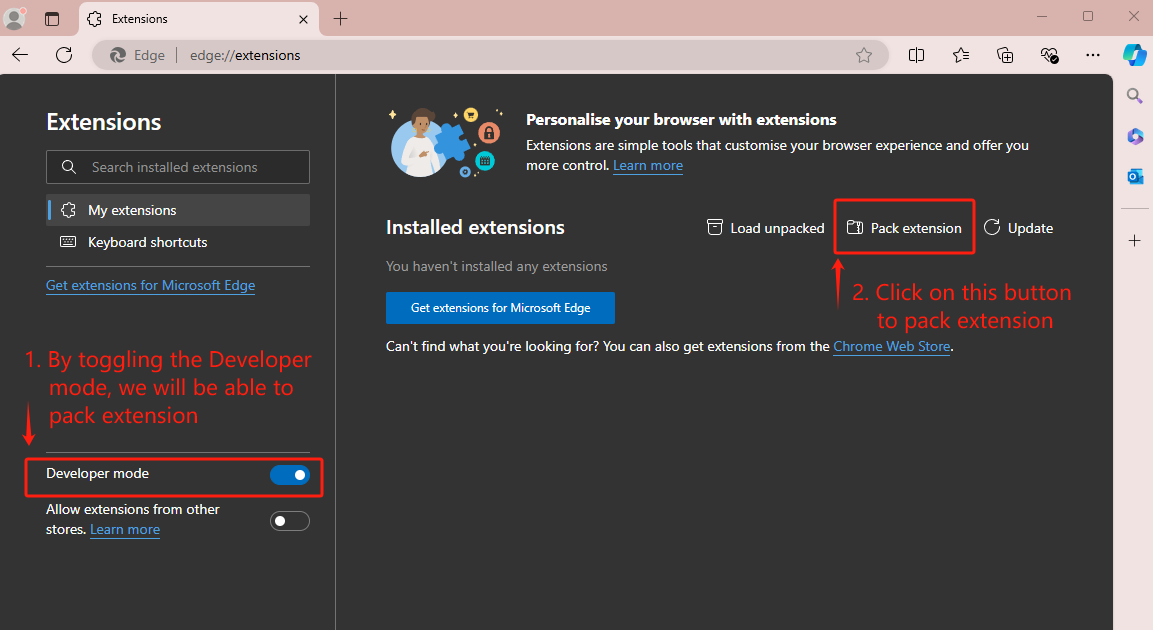 Extensions
Edge
edge://extensions
Extensions
Search installed extensions
My extensions
Keyboard shortcuts
Get extensions for Microsoft Edge
1. By toggling the Developer
mode, we will be able to
pack extension
Developer mode
Allow extensions from other
stores. Learn more
Personalise your browser with extensions
Extensions are simple tools that customise your browser experience and offer you
more control. Learn more
Installed extensions
Load unpacked
Pack extension
Update
You haven't installed any extensions
2. Click on this button
to pack extension
Get extensions for Microsoft Edge
Can't find what you're looking for? You can also get extensions from the Chrome Web Store.